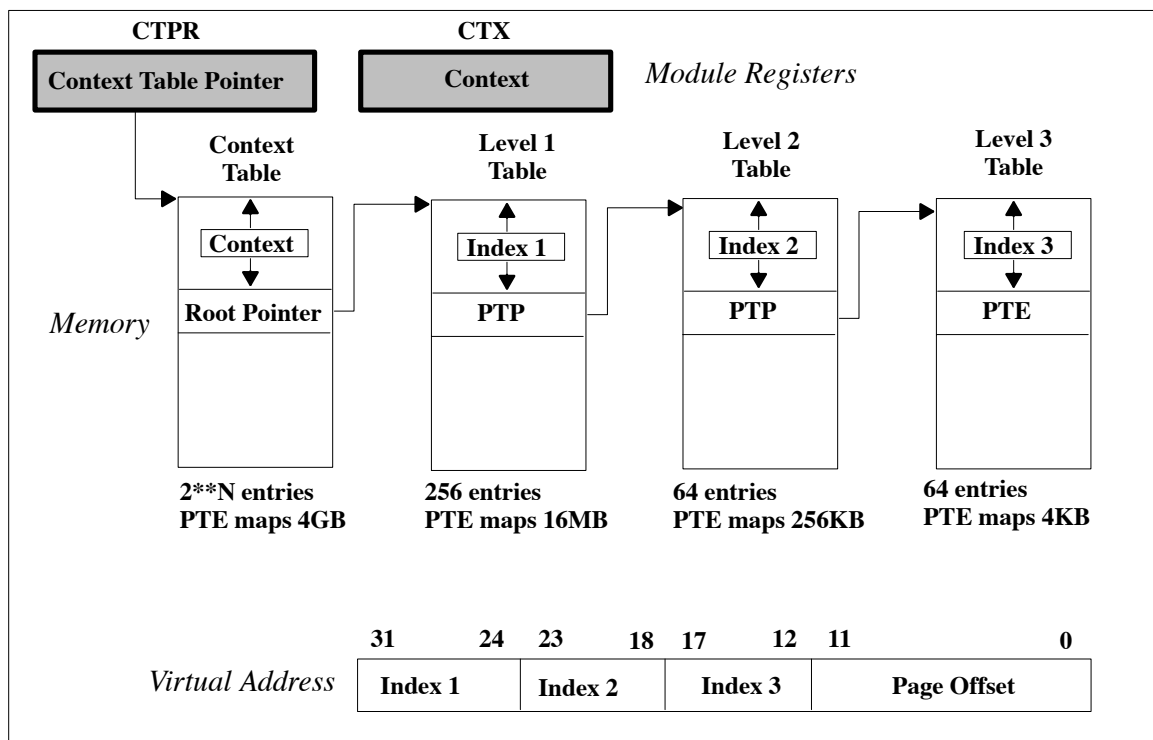 CTPR CTX
Context Table Pointer Context Module Registers
Context Table
Level 1 Table
Level 2 Table
Level 3 Table
Context Index 1 Index 2 Index 3
Memory Root Pointer PTP PTP PTE
2**N entries
PTE maps 4GB
256 entries
PTE maps 16MB
64 entries
PTE maps 256KB
64 entries
PTE maps 4KB
31 24 23 18 17 12 11 0
Virtual Address Index 1 Index 2 Index 3 Page Offset